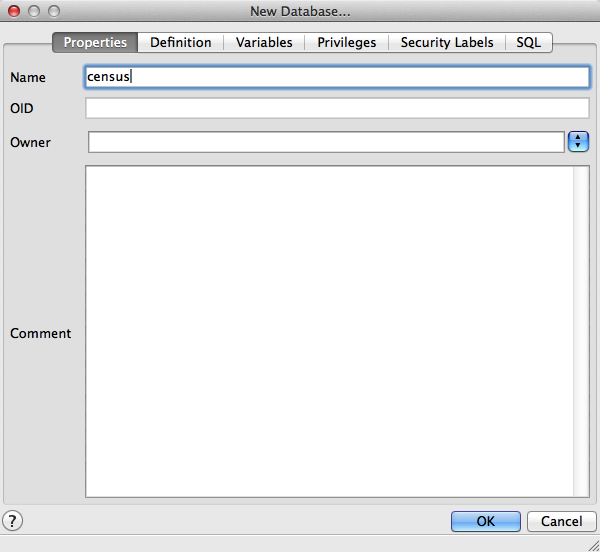 New Database...
Properties Definition Variables Privileges Security Labels SQL
Name census
OID
Owner
Comment
? OK Cancel